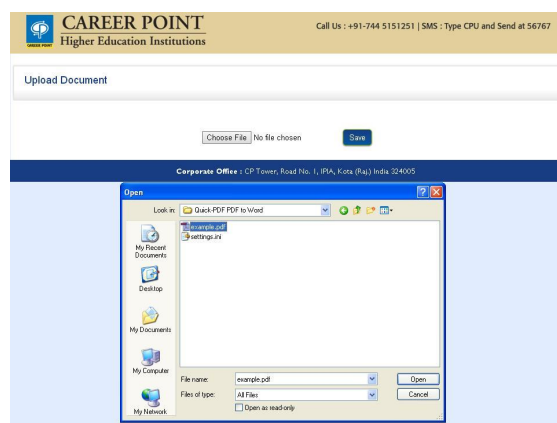 CAREER POINT
Higher Education Institutions
CAREER POINT
Call Us : +91-744 5151251 | SMS : Type CPU and Send at 56767
Upload Document
Choose File No file chosen
Save
Corporate Office : CP Tower, Road No. 1, IPIA, Kota (Raj.) India 324005
Open
Look in: Quick-PDF PDF to Word
example.pdf
settings.ini
My Recent Documents
Desktop
My Documents
My Computer
My Network
File name: example.pdf Open
Files of type: All Files Cancel
Open as read-only